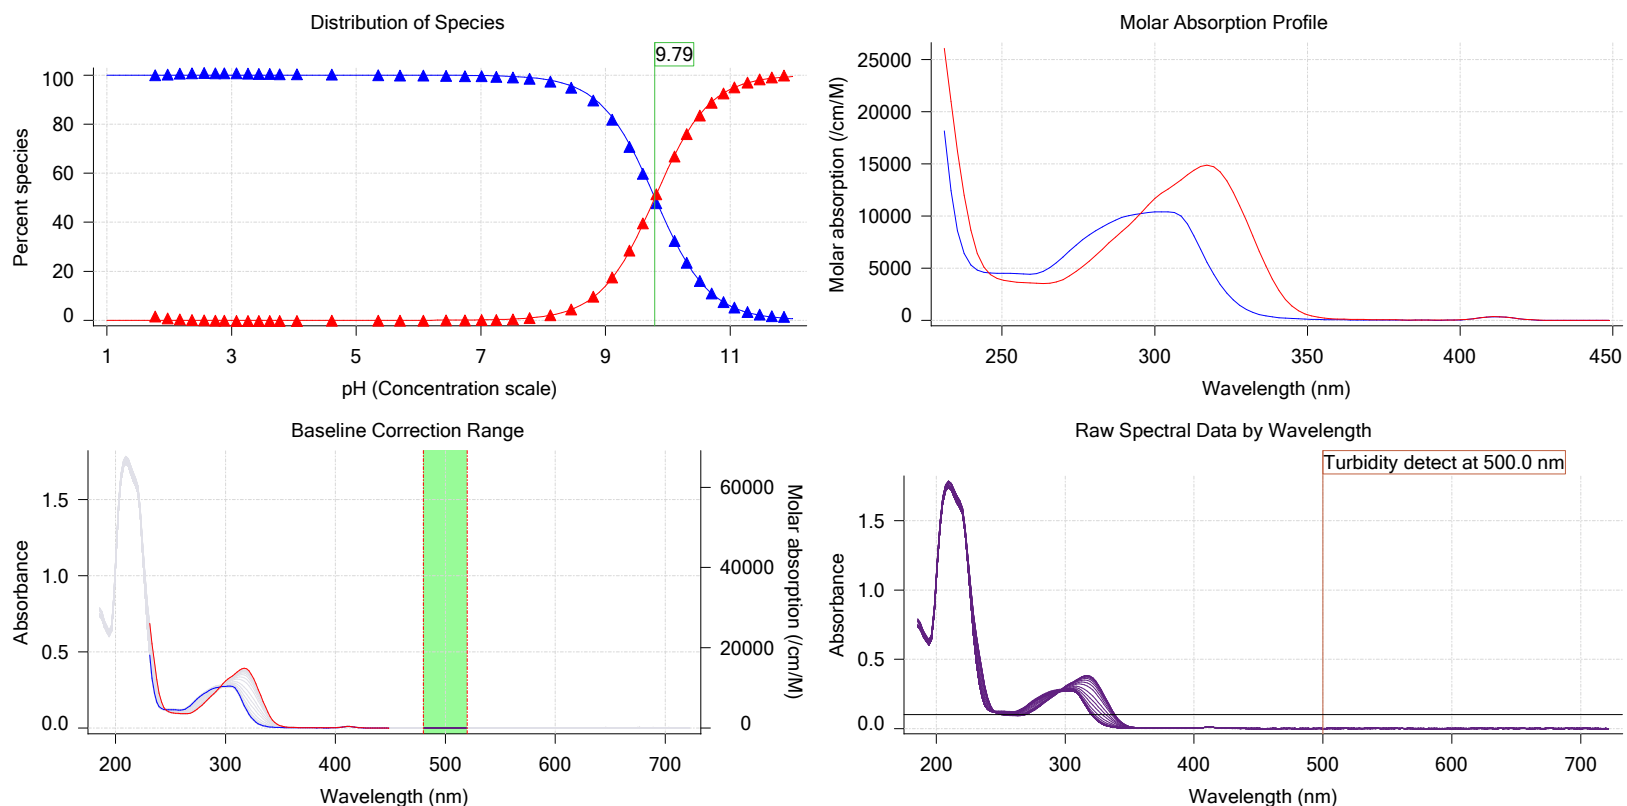 Distribution of Species
9.79
100
80
60
40
20
0
Percent species
1 3 5 7 9 11
pH (Concentration scale)
Molar Absorption Profile
25000
20000
15000
10000
5000
0
Molar absorption (/cm/M)
250 300 350 400 450
Wavelength (nm)
Baseline Correction Range
1.5
1.0
0.5
0.0
Absorbance
60000
40000
20000
0
Molar absorption (/cm/M)
200 300 400 500 600 700
Wavelength (nm)
Raw Spectral Data by Wavelength
Turbidity detect at 500.0 nm
1.5
1.0
0.5
0.0
Absorbance
200 300 400 500 600 700
Wavelength (nm)